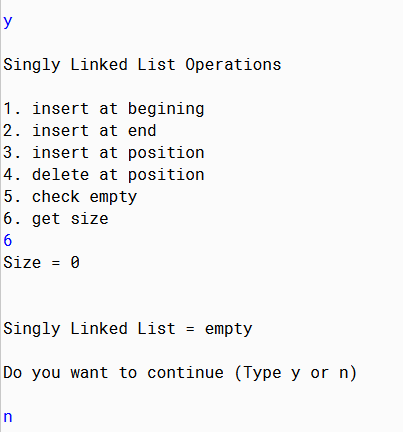 y
Singly Linked List Operations
1. insert at begining
2. insert at end
3. insert at position
4. delete at position
5. check empty
6. get size
6
Size = 0
Singly Linked List = empty
Do you want to continue (Type y or n)
n